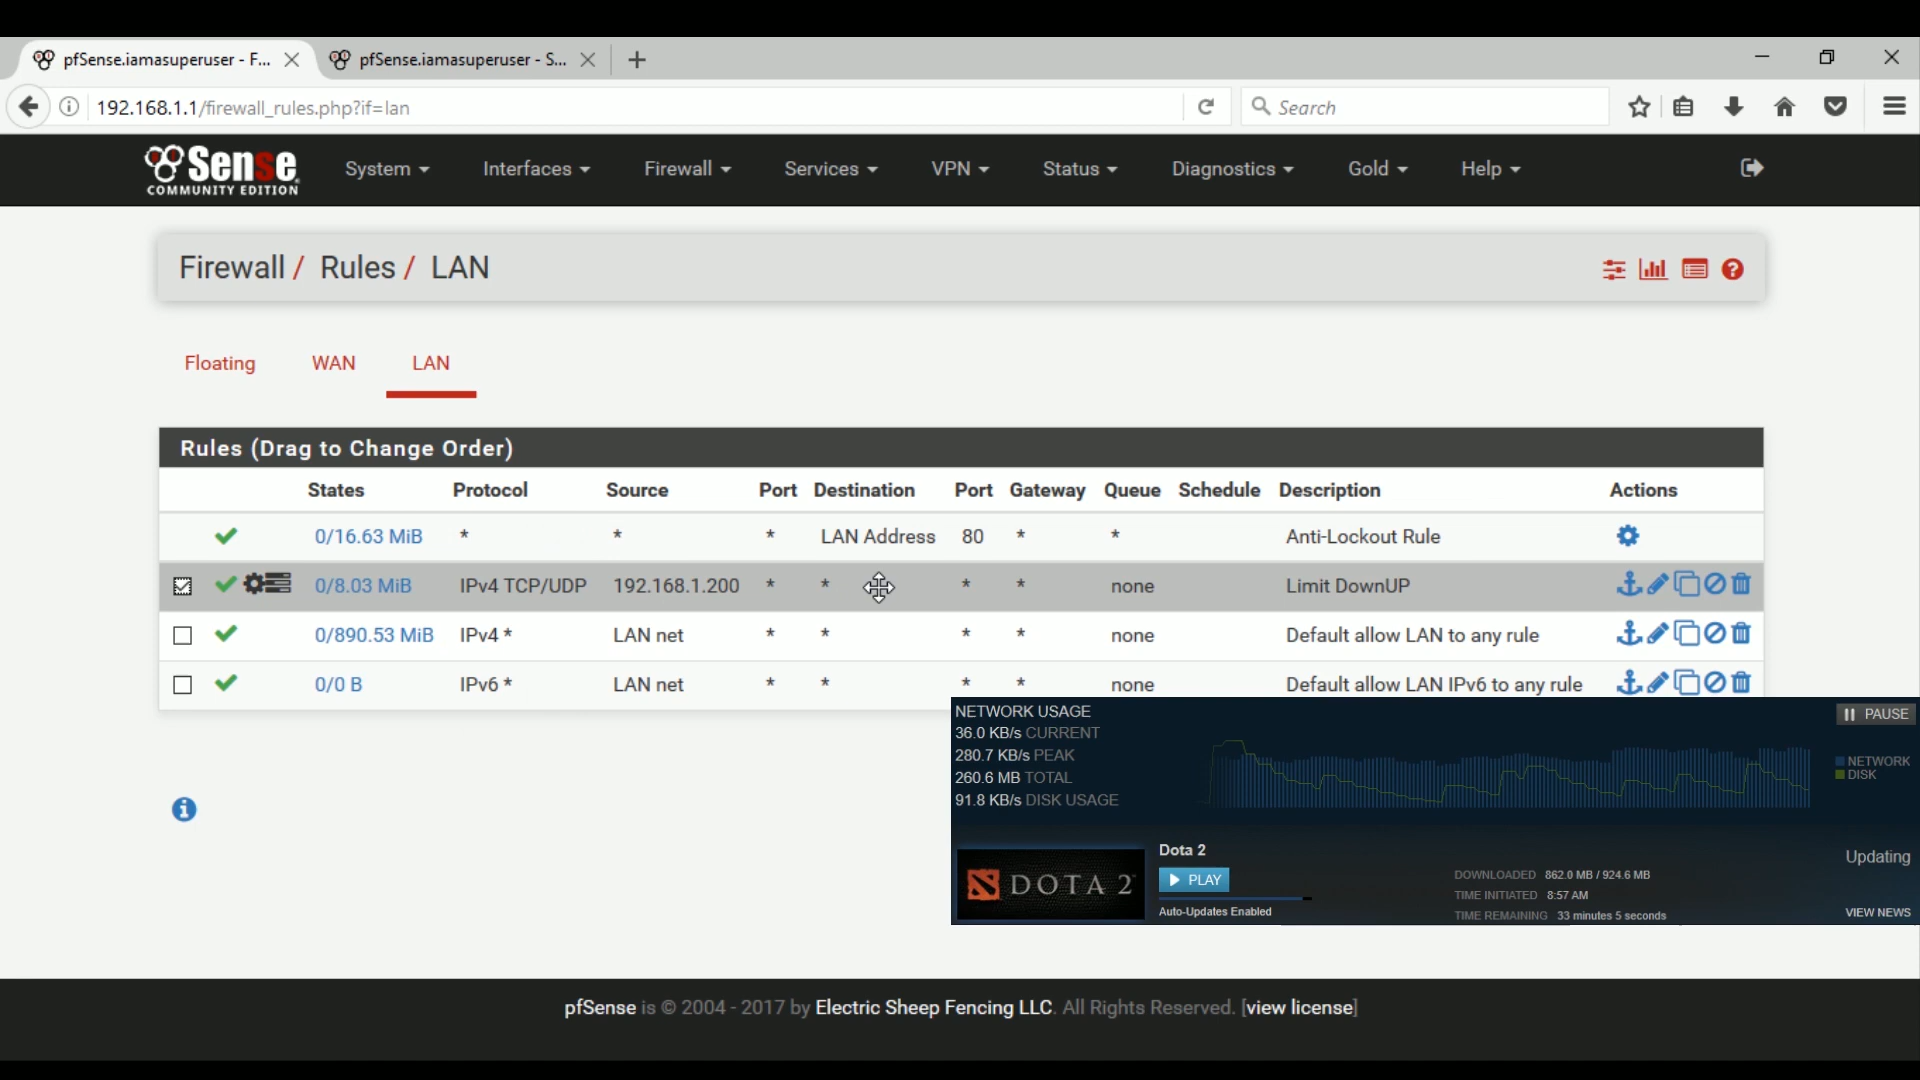 pfSense.iamasuperuser - F...
pfSense.iamasuperuser - S...
192.168.1.1/firewall_rules.php?if=lan
Search
Sense
COMMUNITY EDITION
System
Interfaces
Firewall
Services
VPN
Status
Diagnostics
Gold
Help
Firewall / Rules / LAN
Floating
WAN
LAN
Rules (Drag to Change Order)
States Protocol Source Port Destination Port Gateway Queue Schedule Description Actions
0/16.63 MiB * * * LAN Address 80 * * Anti-Lockout Rule
0/8.03 MiB IPv4 TCP/UDP 192.168.1.200 * * * * none Limit DownUP
0/890.53 MiB IPv4 * LAN net * * * * none Default allow LAN to any rule
0/0 B IPv6 * LAN net * * * * none Default allow LAN IPv6 to any rule
NETWORK USAGE
36.0 KB/s CURRENT
280.7 KB/s PEAK
260.6 MB TOTAL
91.8 KB/s DISK USAGE
PAUSE
NETWORK
DISK
DOTA 2
Dota 2
PLAY
Auto-Updates Enabled
DOWNLOADED 862.0 MB / 924.6 MB
TIME INITIATED 8:57 AM
TIME REMAINING 33 minutes 5 seconds
Updating
VIEW NEWS
pfSense is © 2004 - 2017 by Electric Sheep Fencing LLC. All Rights Reserved. [view license]